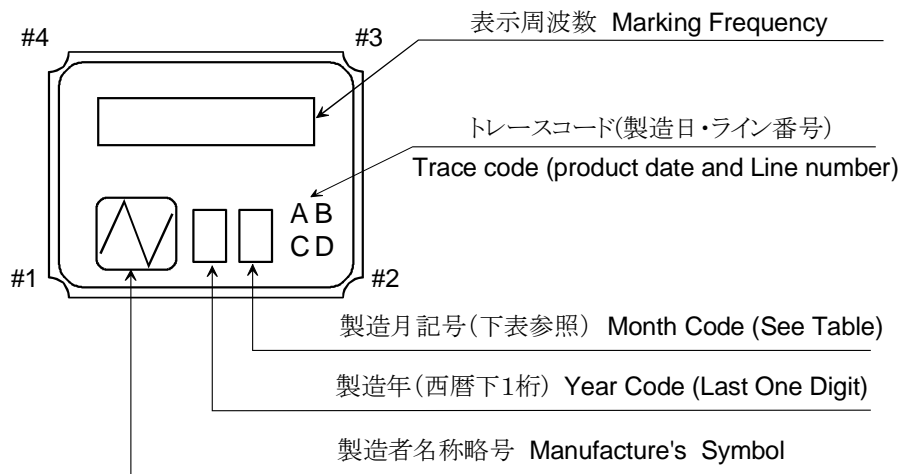 表示周波数 Marking Frequency
#4
#3
トレースコード(製造日・ライン番号)
Trace code (product date and Line number)
A B
C D
#1
#2
製造月記号(下表参照) Month Code (See Table)
製造年(西暦下1桁) Year Code (Last One Digit)
製造者名称略号 Manufacture's Symbol